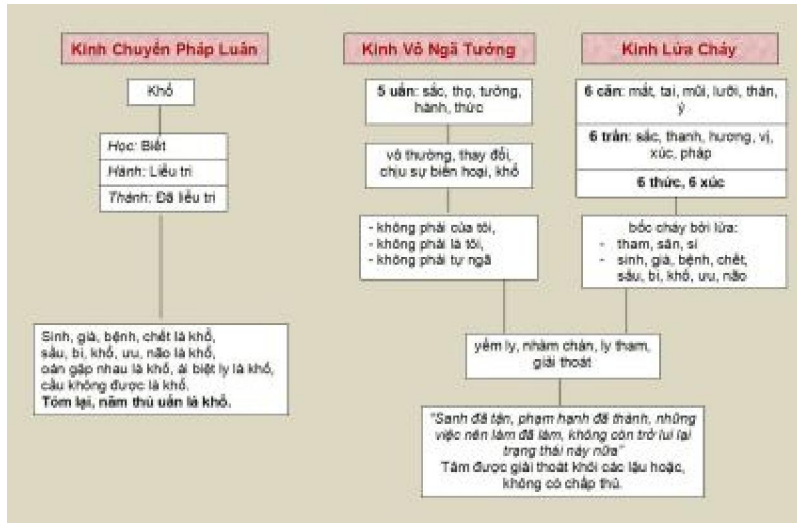 Kinh Chuyển Pháp Luân
Khổ
Học: Biết
Hành: Liễu tri
Thành: Đã liễu tri
Sinh, già, bệnh, chết là khổ,
sầu, bi, khổ, ưu, não là khổ,
oán gặp nhau là khổ, ái biệt ly là khổ,
cầu không được là khổ.
Tóm lại, năm thủ uẩn là khổ.
Kinh Vô Ngã Tướng
5 uẩn: sắc, thọ, tưởng,
hành, thức
vô thường, thay đổi,
chịu sự biến hoại, khổ
- không phải của tôi,
- không phải là tôi,
- không phải tự ngã
Kinh Lửa Cháy
6 căn: mắt, tai, mũi, lưỡi, thân,
ý
6 trần: sắc, thanh, hương, vị,
xúc, pháp
6 thức, 6 xúc
bốc cháy bởi lửa:
- tham, sân, si
- sinh, già, bệnh, chết,
sầu, bi, khổ, ưu, não
yểm ly, nhàm chán, ly tham,
giải thoát
"Sanh đã tận, phạm hạnh đã thành, những
việc nên làm đã làm, không còn trở lui lại
trạng thái này nữa"
Tâm được giải thoát khỏi các lậu hoặc,
không có chấp thủ.